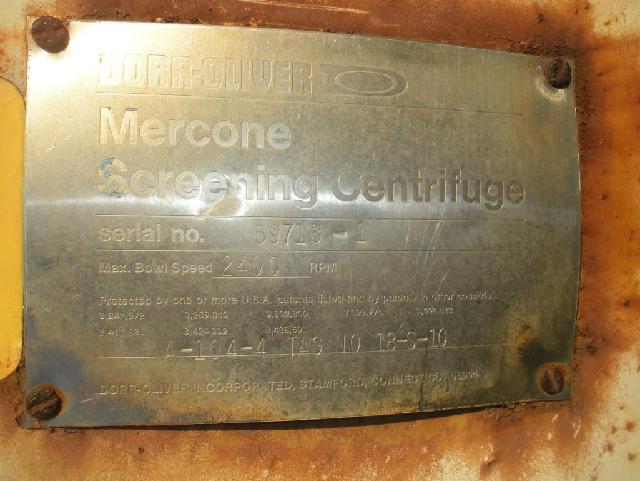 DORR-OLIVER
Mercone
Screening Centrifuge
serial no. 59716-1
Max. Bowl Speed 2400 RPM
Protected by one or more U.S.A. patents listed and by patents in other countries.
A-104-4 TAG NO 18-S-10
DORR-OLIVER INCORPORATED, STAMFORD, CONNECTICUT 06904